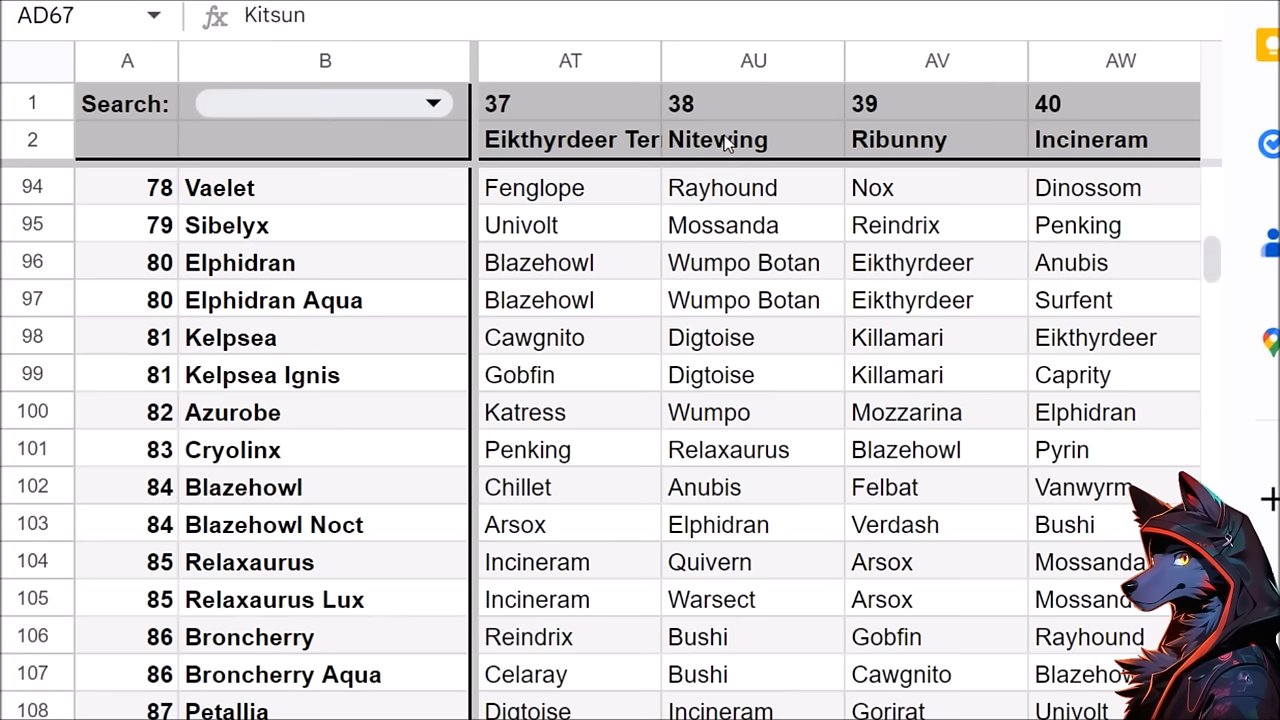 AD67 fx Kitsun
A B AT AU AV AW
1 Search: 37 38 39 40
2 Eikthyrdeer Ter Nitewing Ribunny Incineram
94 78 Vaelet Fenglope Rayhound Nox Dinossom
95 79 Sibelyx Univolt Mossanda Reindrix Penking
96 80 Elphidran Blazehowl Wumpo Botan Eikthyrdeer Anubis
97 80 Elphidran Aqua Blazehowl Wumpo Botan Eikthyrdeer Surfent
98 81 Kelpsea Cawgnito Digtoise Killamari Eikthyrdeer
99 81 Kelpsea Ignis Gobfin Digtoise Killamari Caprity
100 82 Azurobe Katress Wumpo Mozzarina Elphidran
101 83 Cryolinx Penking Relaxaurus Blazehowl Pyrin
102 84 Blazehowl Chillet Anubis Felbat Vanwyrm
103 84 Blazehowl Noct Arsox Elphidran Verdash Bushi
104 85 Relaxaurus Incineram Quivern Arsox Mossanda
105 85 Relaxaurus Lux Incineram Warsect Arsox Mossand
106 86 Broncherry Reindrix Bushi Gobfin Rayhound
107 86 Broncherry Aqua Celaray Bushi Cawgnito Blazehow
108 87 Petallia Digtoise Incineram Gorirat Univolt